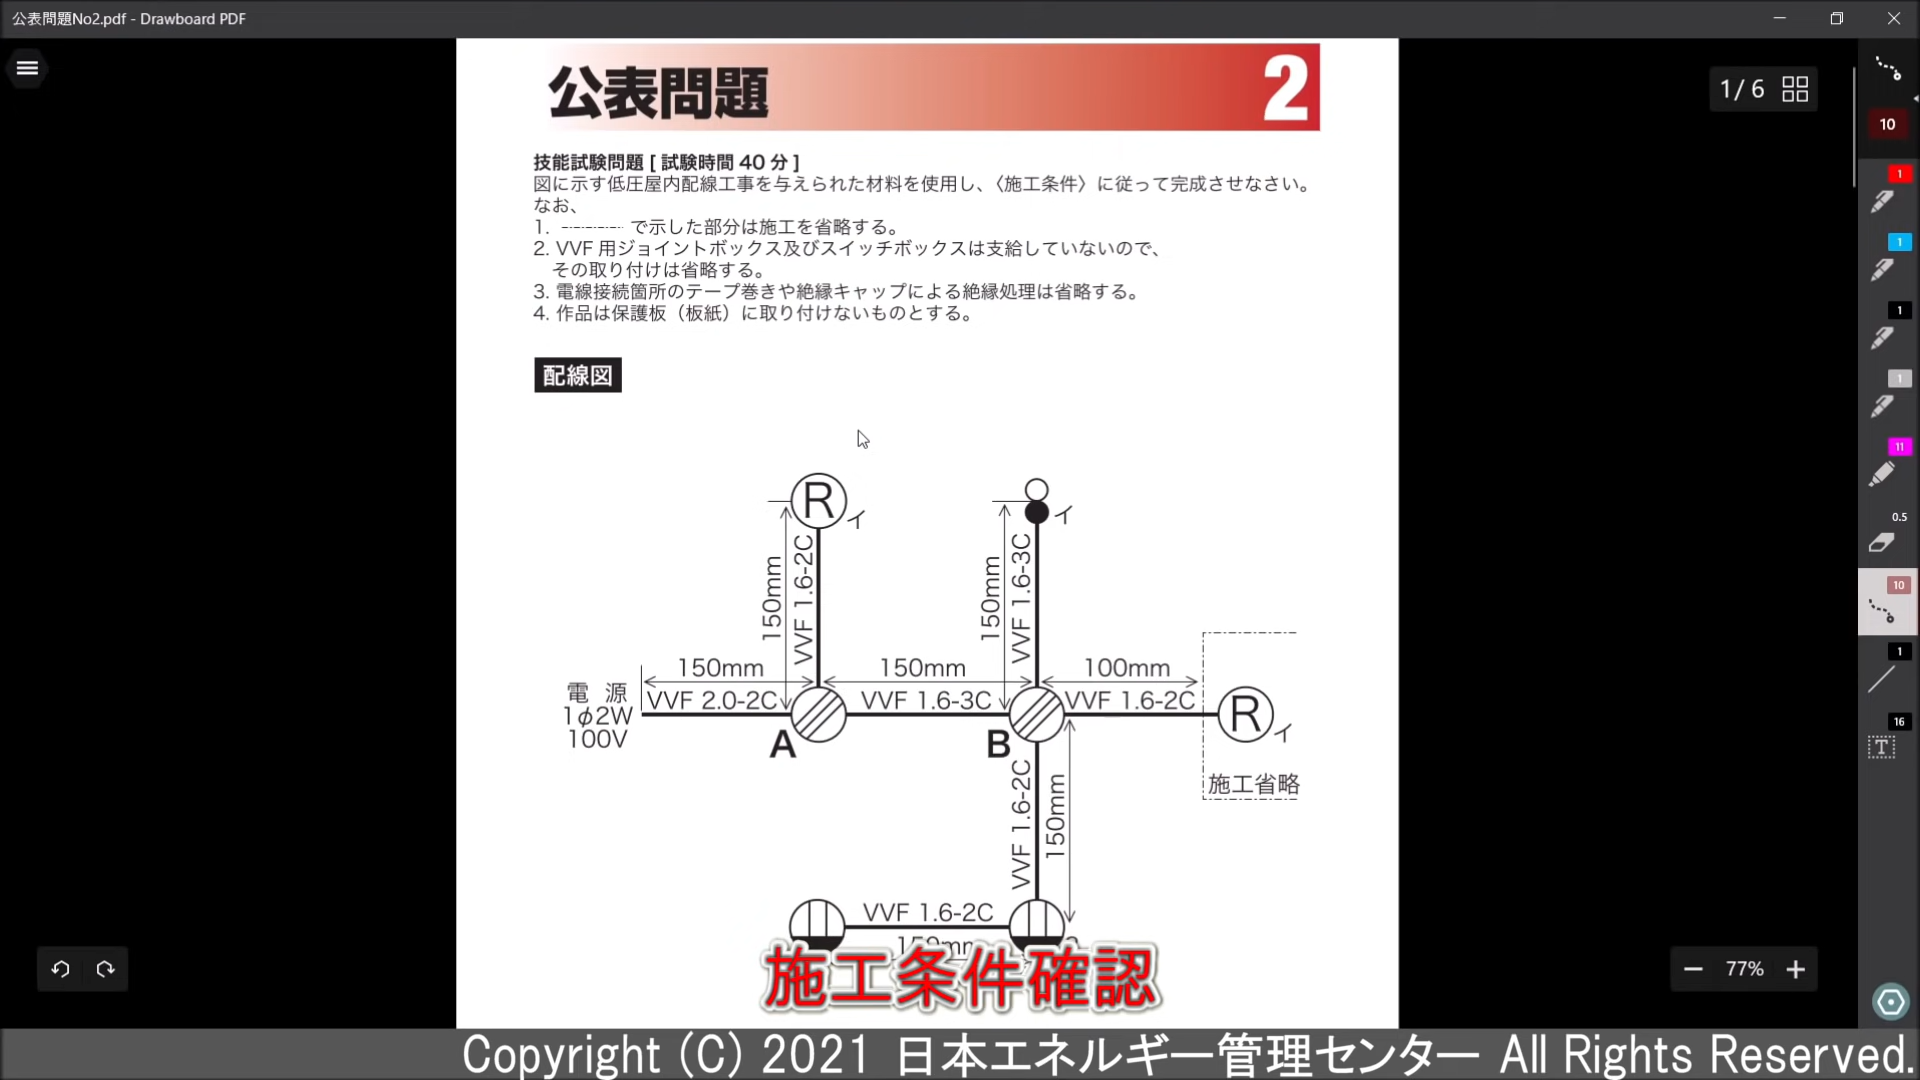 公表問題No2.pdf - Drawboard PDF
公表問題 2
1/ 6
10
技能試験問題 [ 試験時間 40 分 ]
図に示す低圧屋内配線工事を与えられた材料を使用し、〈施工条件〉に従って完成させなさい。
なお、
1. で示した部分は施工を省略する。
2. VVF 用ジョイントボックス及びスイッチボックスは支給していないので、
その取り付けは省略する。
3. 電線接続箇所のテープ巻きや絶縁キャップによる絶縁処理は省略する。
4. 作品は保護板（板紙）に取り付けないものとする。
配線図
R イ
イ
150mm
VVF 1.6-2C
150mm
VVF 1.6-3C
150mm
150mm
100mm
電 源
1φ2W
100V
VVF 2.0-2C
VVF 1.6-3C
VVF 1.6-2C
R イ
A
B
施工省略
VVF 1.6-2C
150mm
VVF 1.6-2C
150mm
施工条件確認
1
1
1
1
11
0.5
10
1
16
T
77%
Copyright (C) 2021 日本エネルギー管理センター All Rights Reserved.